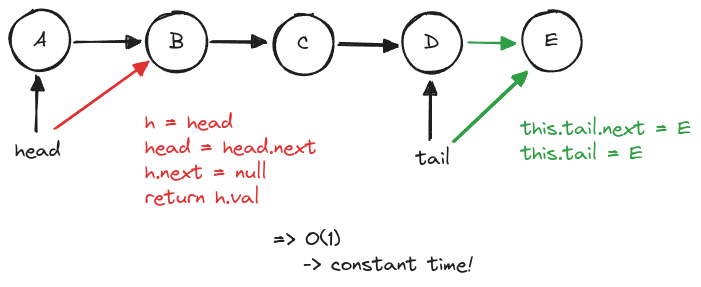 A
B
C
D
E
head
h = head
head = head.next
h.next = null
return h.val
tail
this.tail.next = E
this.tail = E
=> O(1)
-> constant time!